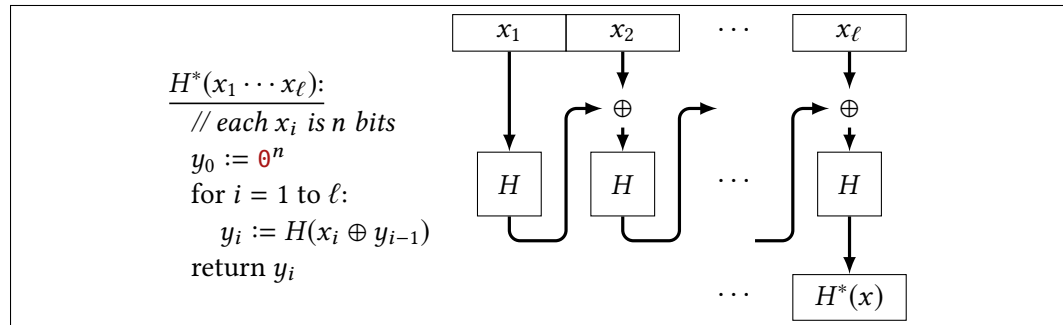 H*(x₁ ⋯ xℓ):
// each xᵢ is n bits
y₀ := 0ⁿ
for i = 1 to ℓ:
yᵢ := H(xᵢ ⊕ yᵢ₋₁)
return yᵢ
x₁ x₂ ⋯ xℓ
⊕ ⊕
H H ⋯ H
⋯ H*(x)